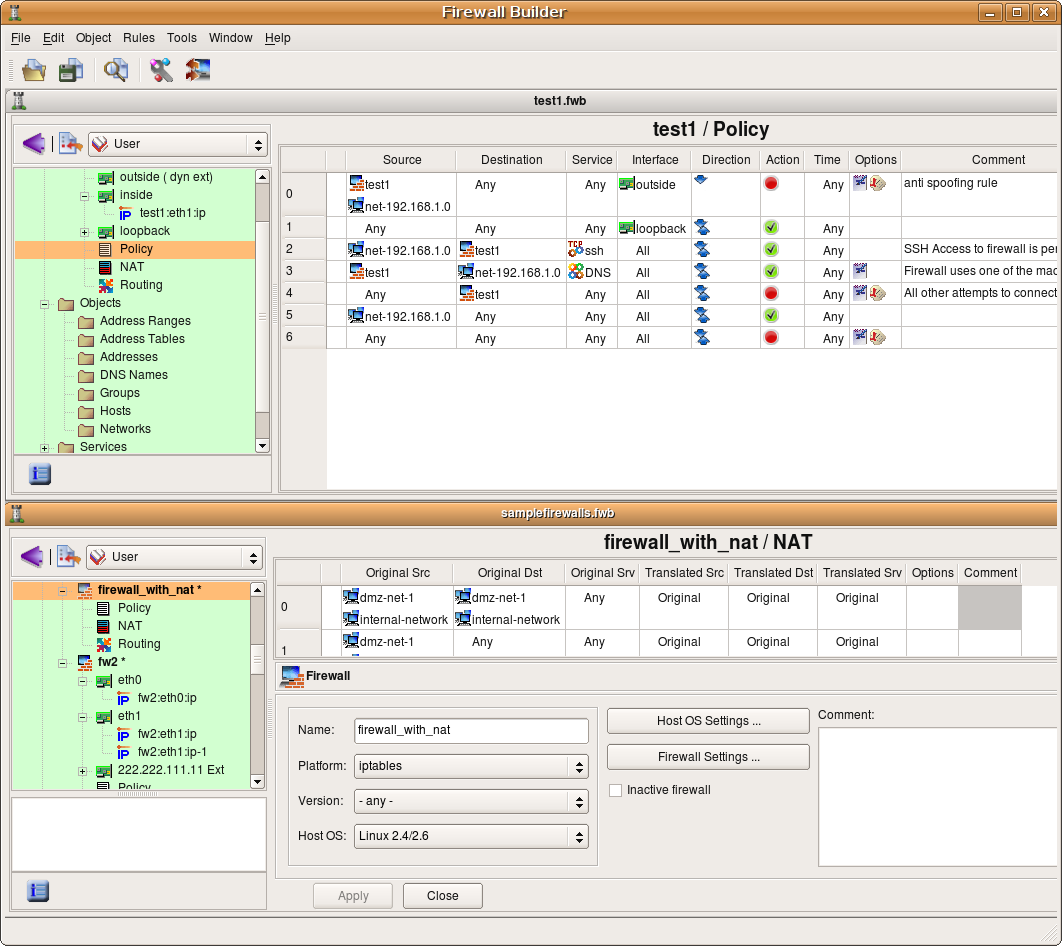 Firewall Builder
File Edit Object Rules Tools Window Help
test1.fwb
User
outside ( dyn ext)
inside
test1:eth1:ip
loopback
Policy
NAT
Routing
Objects
Address Ranges
Address Tables
Addresses
DNS Names
Groups
Hosts
Networks
Services
test1 / Policy
Source Destination Service Interface Direction Action Time Options Comment
0 test1 Any Any outside Any anti spoofing rule
net-192.168.1.0
1 Any Any Any loopback Any
2 net-192.168.1.0 test1 TCP ssh All Any SSH Access to firewall is per
3 test1 net-192.168.1.0 DNS All Any Firewall uses one of the mac
4 Any test1 Any All Any All other attempts to connect
5 net-192.168.1.0 Any Any All Any
6 Any Any Any All Any
samplefirewalls.fwb
User
firewall_with_nat *
Policy
NAT
Routing
fw2 *
eth0
IP fw2:eth0:ip
eth1
IP fw2:eth1:ip
IP fw2:eth1:ip-1
222.222.111.11 Ext
Policy
firewall_with_nat / NAT
Original Src Original Dst Original Srv Translated Src Translated Dst Translated Srv Options Comment
0 dmz-net-1 dmz-net-1 Any Original Original Original
internal-network internal-network
1 dmz-net-1 Any Any Original Original Original
Firewall
Name: firewall_with_nat
Platform: iptables
Version: - any -
Host OS: Linux 2.4/2.6
Host OS Settings ...
Firewall Settings ...
Inactive firewall
Comment:
Apply Close